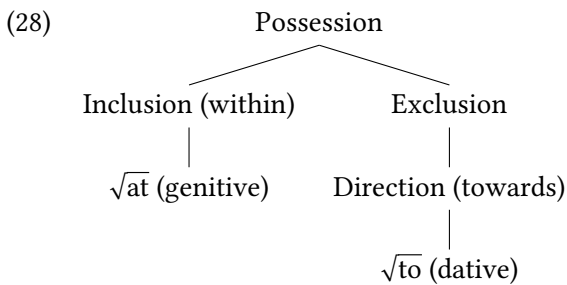 (28) Possession
Inclusion (within) Exclusion
√at (genitive) Direction (towards)
√to (dative)